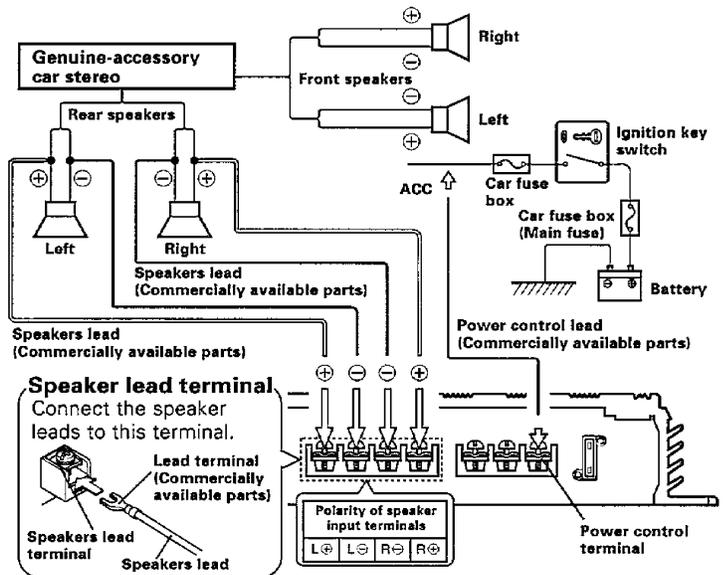 Genuine-accessory
car stereo
Rear speakers
Front speakers
⊕
Right
⊖
⊖
Left
⊕
Ignition key
switch
ACC
Car fuse
box
Car fuse box
(Main fuse)
⊖ ⊕
Battery
⊕ ⊖
Left
⊖ ⊕
Right
Speakers lead
(Commercially available parts)
Speakers lead
(Commercially available parts)
Power control lead
(Commercially available parts)
⊕ ⊖ ⊖ ⊕
Speaker lead terminal
Connect the speaker
leads to this terminal.
Lead terminal
(Commercially
available parts)
Speakers lead
terminal
Speakers lead
Polarity of speaker
input terminals
L⊕ L⊖ R⊖ R⊕
Power control
terminal